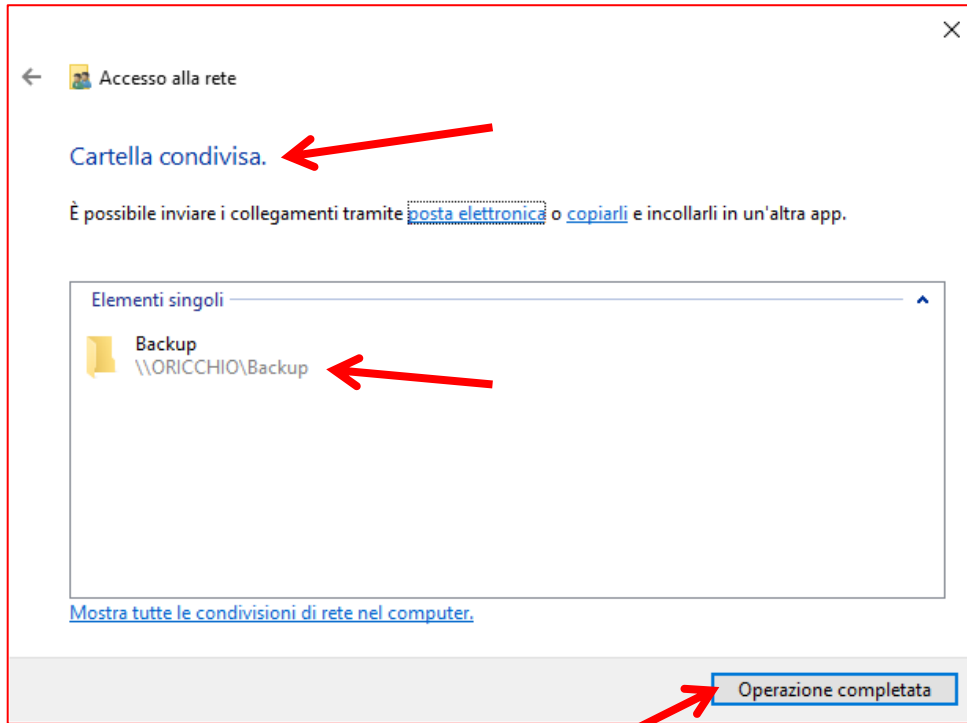 Accesso alla rete
Cartella condivisa.
È possibile inviare i collegamenti tramite posta elettronica o copiarli e incollarli in un'altra app.
Elementi singoli
Backup
\\ORICCHIO\Backup
Mostra tutte le condivisioni di rete nel computer.
Operazione completata